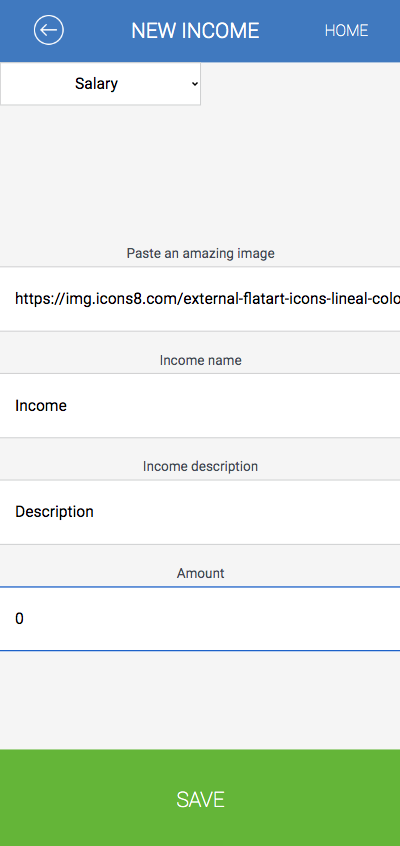 NEW INCOME
HOME
Salary
Paste an amazing image
https://img.icons8.com/external-flatart-icons-lineal-colo
Income name
Income
Income description
Description
Amount
0
SAVE